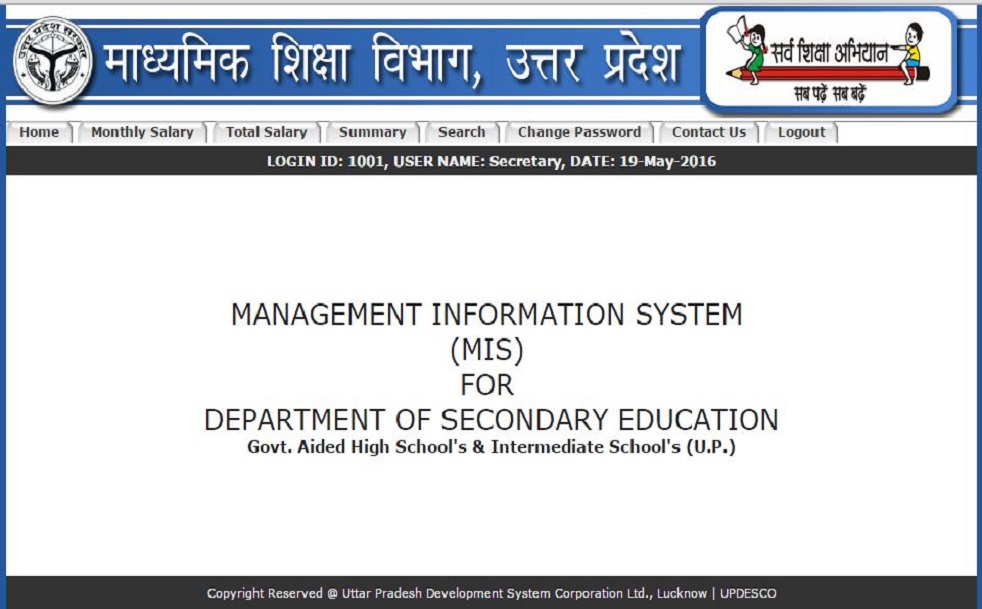 उत्तर प्रदेश सरकार
माध्यमिक शिक्षा विभाग, उत्तर प्रदेश
सर्व शिक्षा अभियान
सब पढ़ें सब बढ़ें
Home Monthly Salary Total Salary Summary Search Change Password Contact Us Logout
LOGIN ID: 1001, USER NAME: Secretary, DATE: 19-May-2016
MANAGEMENT INFORMATION SYSTEM
(MIS)
FOR
DEPARTMENT OF SECONDARY EDUCATION
Govt. Aided High School's & Intermediate School's (U.P.)
Copyright Reserved @ Uttar Pradesh Development System Corporation Ltd., Lucknow | UPDESCO